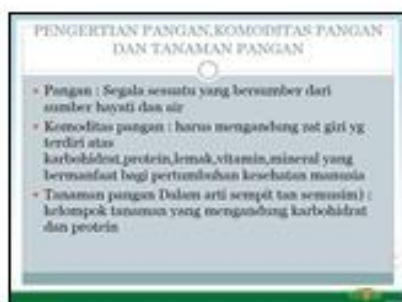 PENGERTIAN PANGAN,KOMODITAS PANGAN
DAN TANAMAN PANGAN
• Pangan : Segala sesuatu yang bersumber dari
sumber hayati dan air
• Komoditas pangan : harus mengandung zat gizi yg
terdiri atas
karbohidrat,protein,lemak,vitamin,mineral yang
bermanfaat bagi pertumbuhan kesehatan manusia
• Tanaman pangan Dalam arti sempit tan semusim) :
kelompok tanaman yang mengandung karbohidrat
dan protein